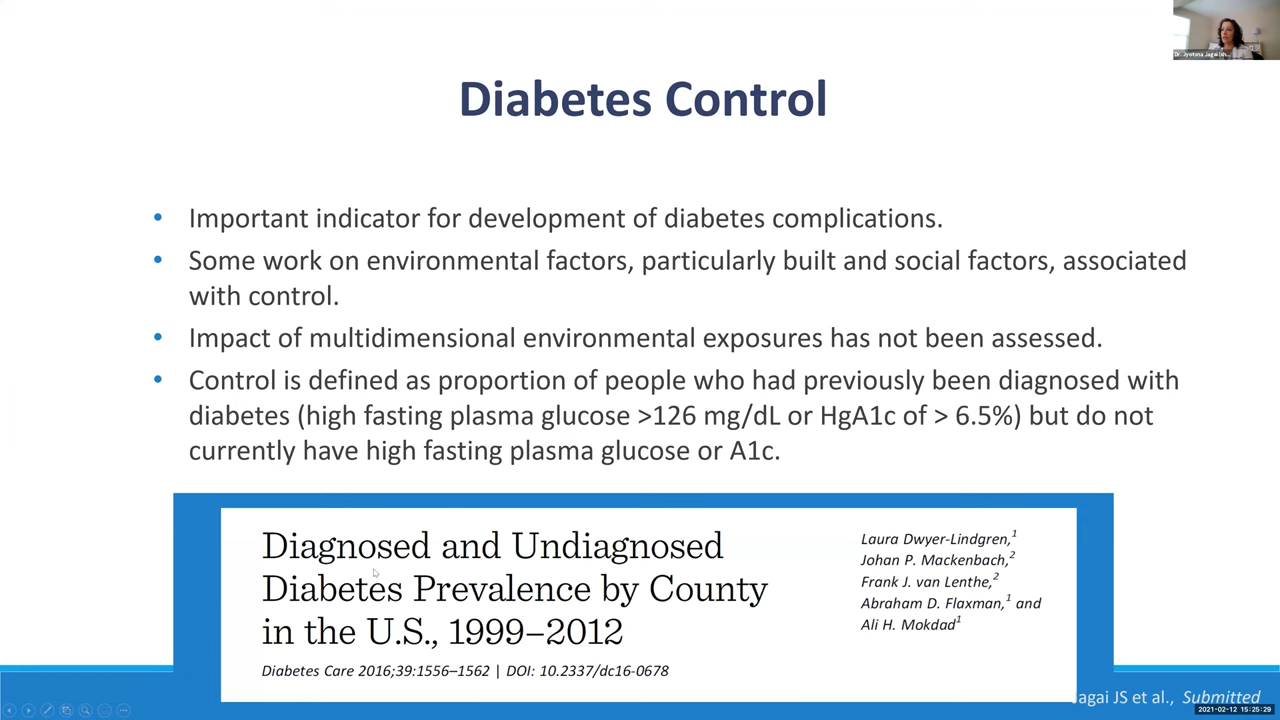 Dr. Jyotsna Jagai (sh...
Diabetes Control
• Important indicator for development of diabetes complications.
• Some work on environmental factors, particularly built and social factors, associated
with control.
• Impact of multidimensional environmental exposures has not been assessed.
• Control is defined as proportion of people who had previously been diagnosed with
diabetes (high fasting plasma glucose >126 mg/dL or HgA1c of > 6.5%) but do not
currently have high fasting plasma glucose or A1c.
Diagnosed and Undiagnosed
Diabetes Prevalence by County
in the U.S., 1999–2012
Diabetes Care 2016;39:1556–1562 | DOI: 10.2337/dc16-0678
Laura Dwyer-Lindgren,1
Johan P. Mackenbach,2
Frank J. van Lenthe,2
Abraham D. Flaxman,1 and
Ali H. Mokdad1
Jagai JS et al., Submitted
2021-02-12 15:25:29